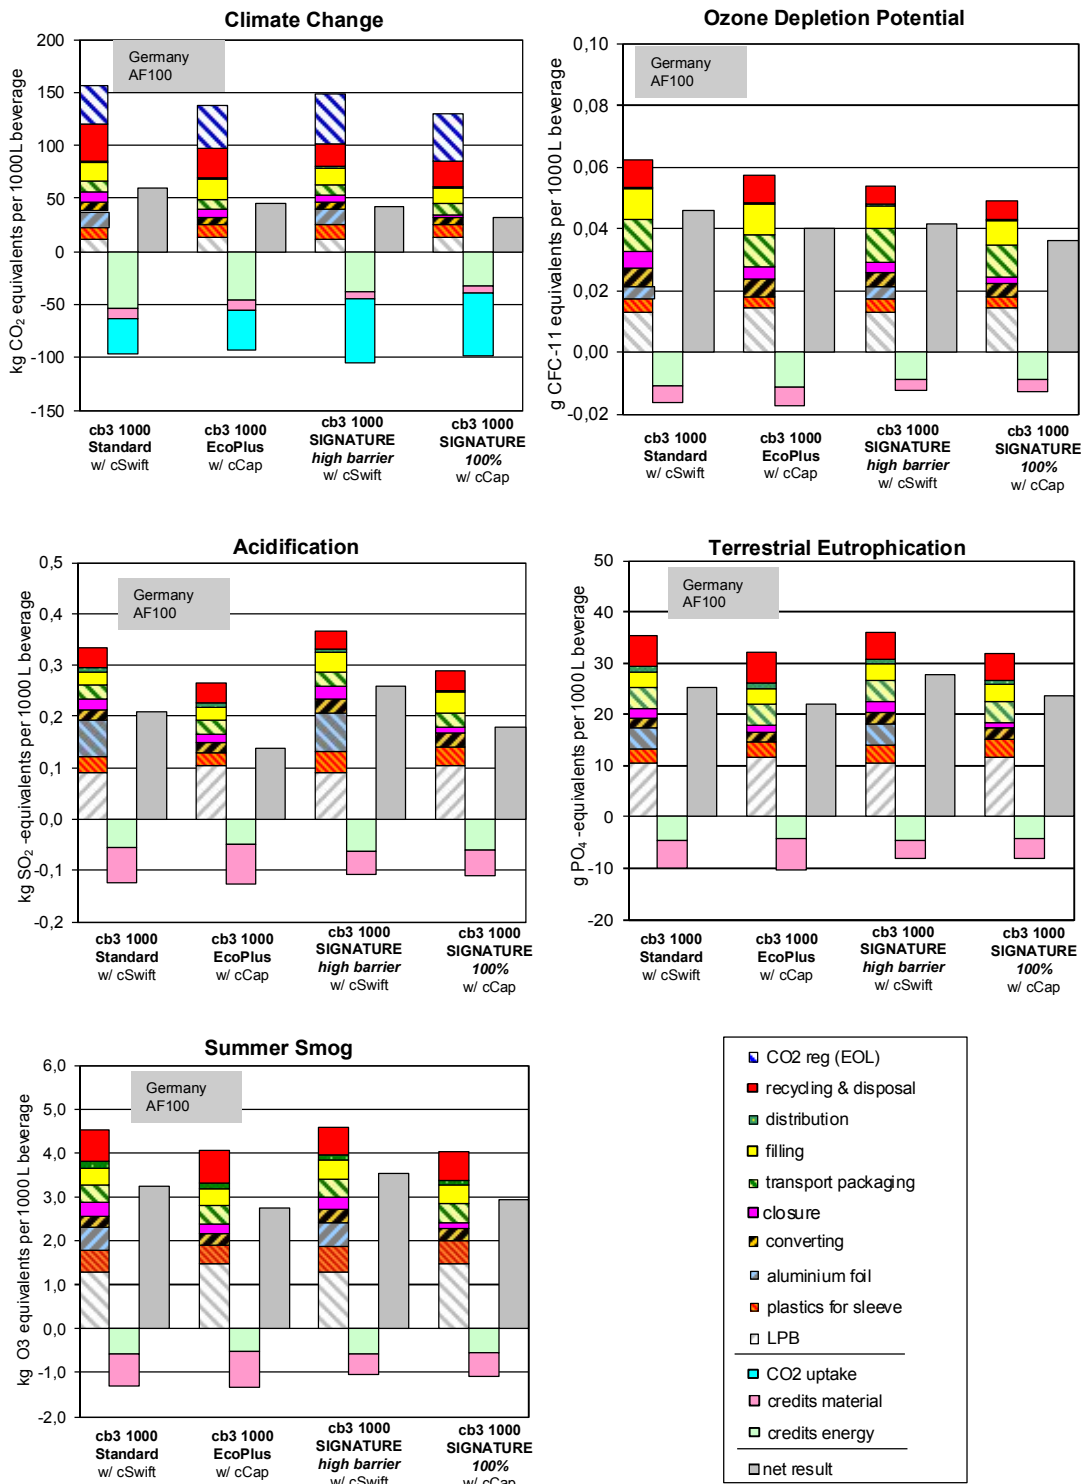 Climate Change
kg CO2 equivalents per 1000 L beverage
200
150
100
50
0
-50
-100
-150
Germany
AF100
cb3 1000
Standard
w/ cSwift
cb3 1000
EcoPlus
w/ cCap
cb3 1000
SIGNATURE
high barrier
w/ cSwift
cb3 1000
SIGNATURE
100%
w/ cCap
Ozone Depletion Potential
g CFC-11 equivalents per 1000 L beverage
0,10
0,08
0,06
0,04
0,02
0,00
-0,02
Germany
AF100
cb3 1000
Standard
w/ cSwift
cb3 1000
EcoPlus
w/ cCap
cb3 1000
SIGNATURE
high barrier
w/ cSwift
cb3 1000
SIGNATURE
100%
w/ cCap
Acidification
kg SO2 -equivalents per 1000 L beverage
0,5
0,4
0,3
0,2
0,1
0,0
-0,1
-0,2
Germany
AF100
cb3 1000
Standard
w/ cSwift
cb3 1000
EcoPlus
w/ cCap
cb3 1000
SIGNATURE
high barrier
w/ cSwift
cb3 1000
SIGNATURE
100%
w/ cCap
Terrestrial Eutrophication
g PO4 -equivalents per 1000 L beverage
50
40
30
20
10
0
-10
-20
Germany
AF100
cb3 1000
Standard
w/ cSwift
cb3 1000
EcoPlus
w/ cCap
cb3 1000
SIGNATURE
high barrier
w/ cSwift
cb3 1000
SIGNATURE
100%
w/ cCap
Summer Smog
kg O3 equivalents per 1000 L beverage
6,0
5,0
4,0
3,0
2,0
1,0
0,0
-1,0
-2,0
Germany
AF100
cb3 1000
Standard
w/ cSwift
cb3 1000
EcoPlus
w/ cCap
cb3 1000
SIGNATURE
high barrier
w/ cSwift
cb3 1000
SIGNATURE
100%
w/ cCap
CO2 reg (EOL)
recycling & disposal
distribution
filling
transport packaging
closure
converting
aluminium foil
plastics for sleeve
LPB
CO2 uptake
credits material
credits energy
net result